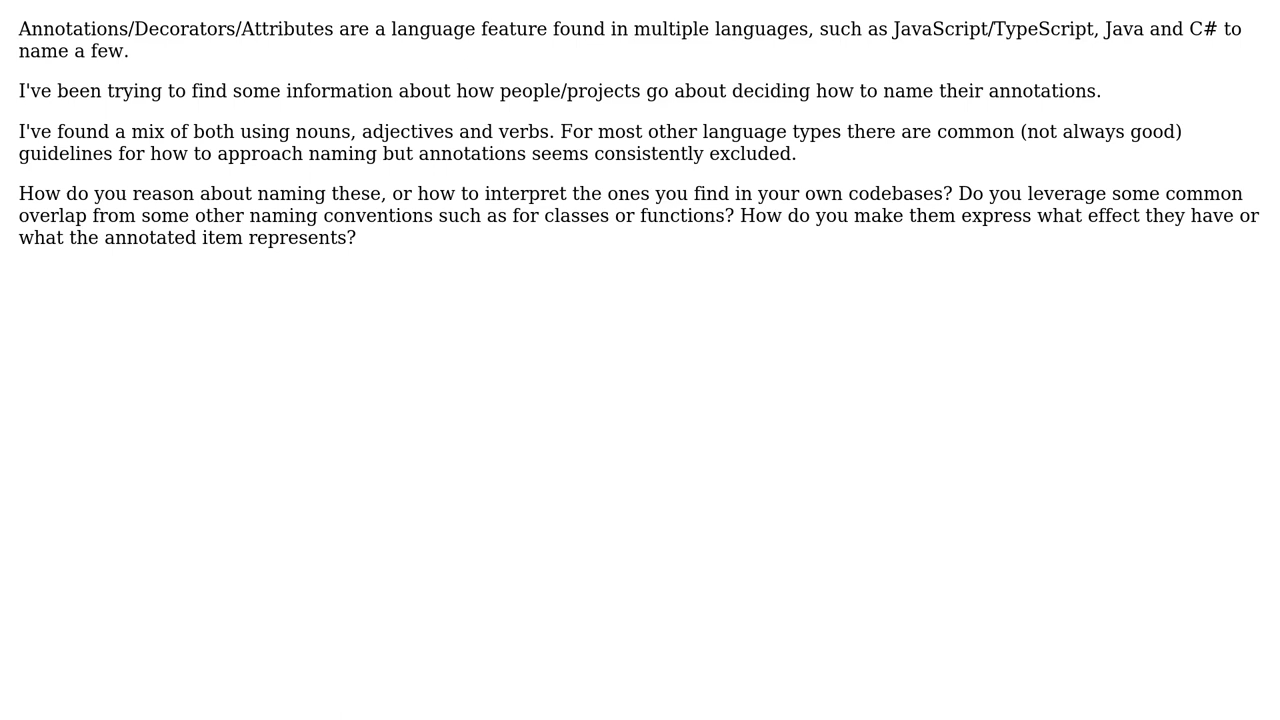 Annotations/Decorators/Attributes are a language feature found in multiple languages, such as JavaScript/TypeScript, Java and C# to
name a few.
I've been trying to find some information about how people/projects go about deciding how to name their annotations.
I've found a mix of both using nouns, adjectives and verbs. For most other language types there are common (not always good)
guidelines for how to approach naming but annotations seems consistently excluded.
How do you reason about naming these, or how to interpret the ones you find in your own codebases? Do you leverage some common
overlap from some other naming conventions such as for classes or functions? How do you make them express what effect they have or
what the annotated item represents?